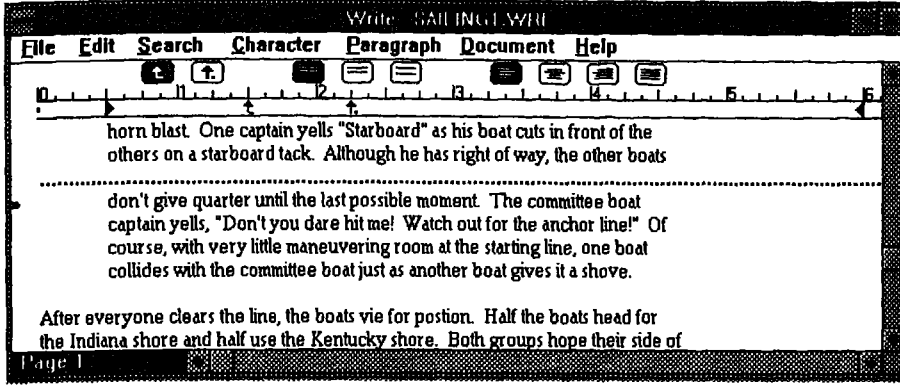 Write - SAILING1.WRI
File Edit Search Character Paragraph Document Help
0 1 2 3 4 5 6
horn blast. One captain yells "Starboard" as his boat cuts in front of the
others on a starboard tack. Although he has right of way, the other boats
don't give quarter until the last possible moment. The committee boat
captain yells, "Don't you dare hit me! Watch out for the anchor line!" Of
course, with very little maneuvering room at the starting line, one boat
collides with the committee boat just as another boat gives it a shove.
After everyone clears the line, the boats vie for postion. Half the boats head for
the Indiana shore and half use the Kentucky shore. Both groups hope their side of
Page 1